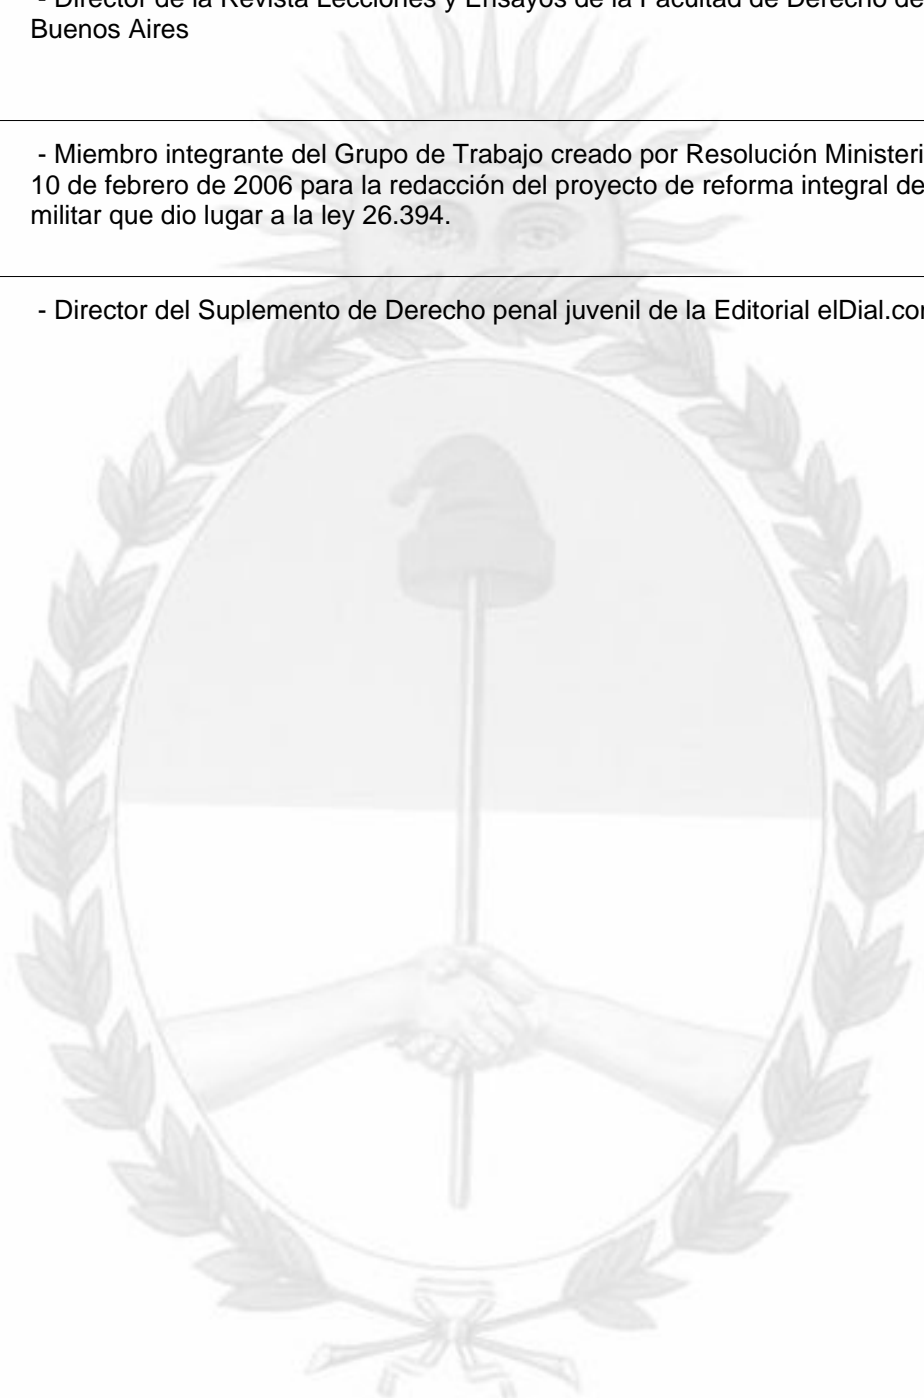 - Director de la Revista Lecciones y Ensayos de la Facultad de Derecho de
Buenos Aires
- Miembro integrante del Grupo de Trabajo creado por Resolución
10 de febrero de 2006 para la redacción del proyecto de reforma integral de
militar que dio lugar a la ley 26.394.
- Director del Suplemento de Derecho penal juvenil de la Editorial